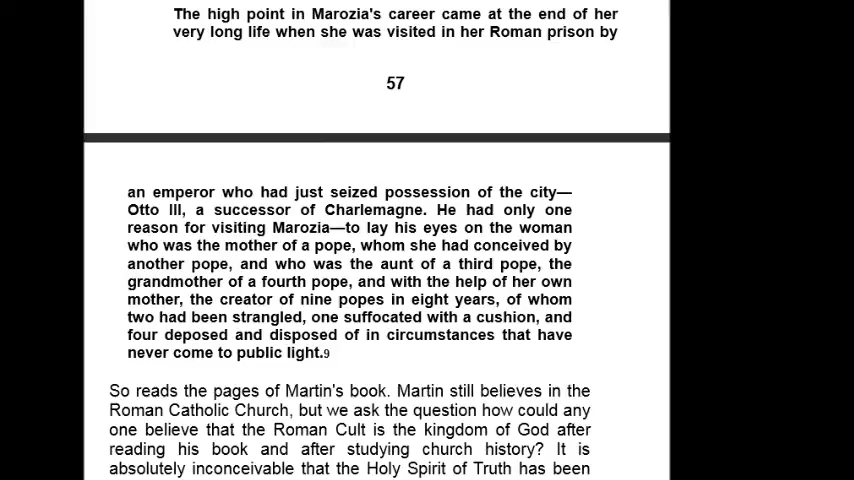 The high point in Marozia's career came at the end of her
very long life when she was visited in her Roman prison by
57
an emperor who had just seized possession of the city—
Otto III, a successor of Charlemagne. He had only one
reason for visiting Marozia—to lay his eyes on the woman
who was the mother of a pope, whom she had conceived by
another pope, and who was the aunt of a third pope, the
grandmother of a fourth pope, and with the help of her own
mother, the creator of nine popes in eight years, of whom
two had been strangled, one suffocated with a cushion, and
four deposed and disposed of in circumstances that have
never come to public light.9
So reads the pages of Martin's book. Martin still believes in the
Roman Catholic Church, but we ask the question how could any
one believe that the Roman Cult is the kingdom of God after
reading his book and after studying church history? It is
absolutely inconceivable that the Holy Spirit of Truth has been